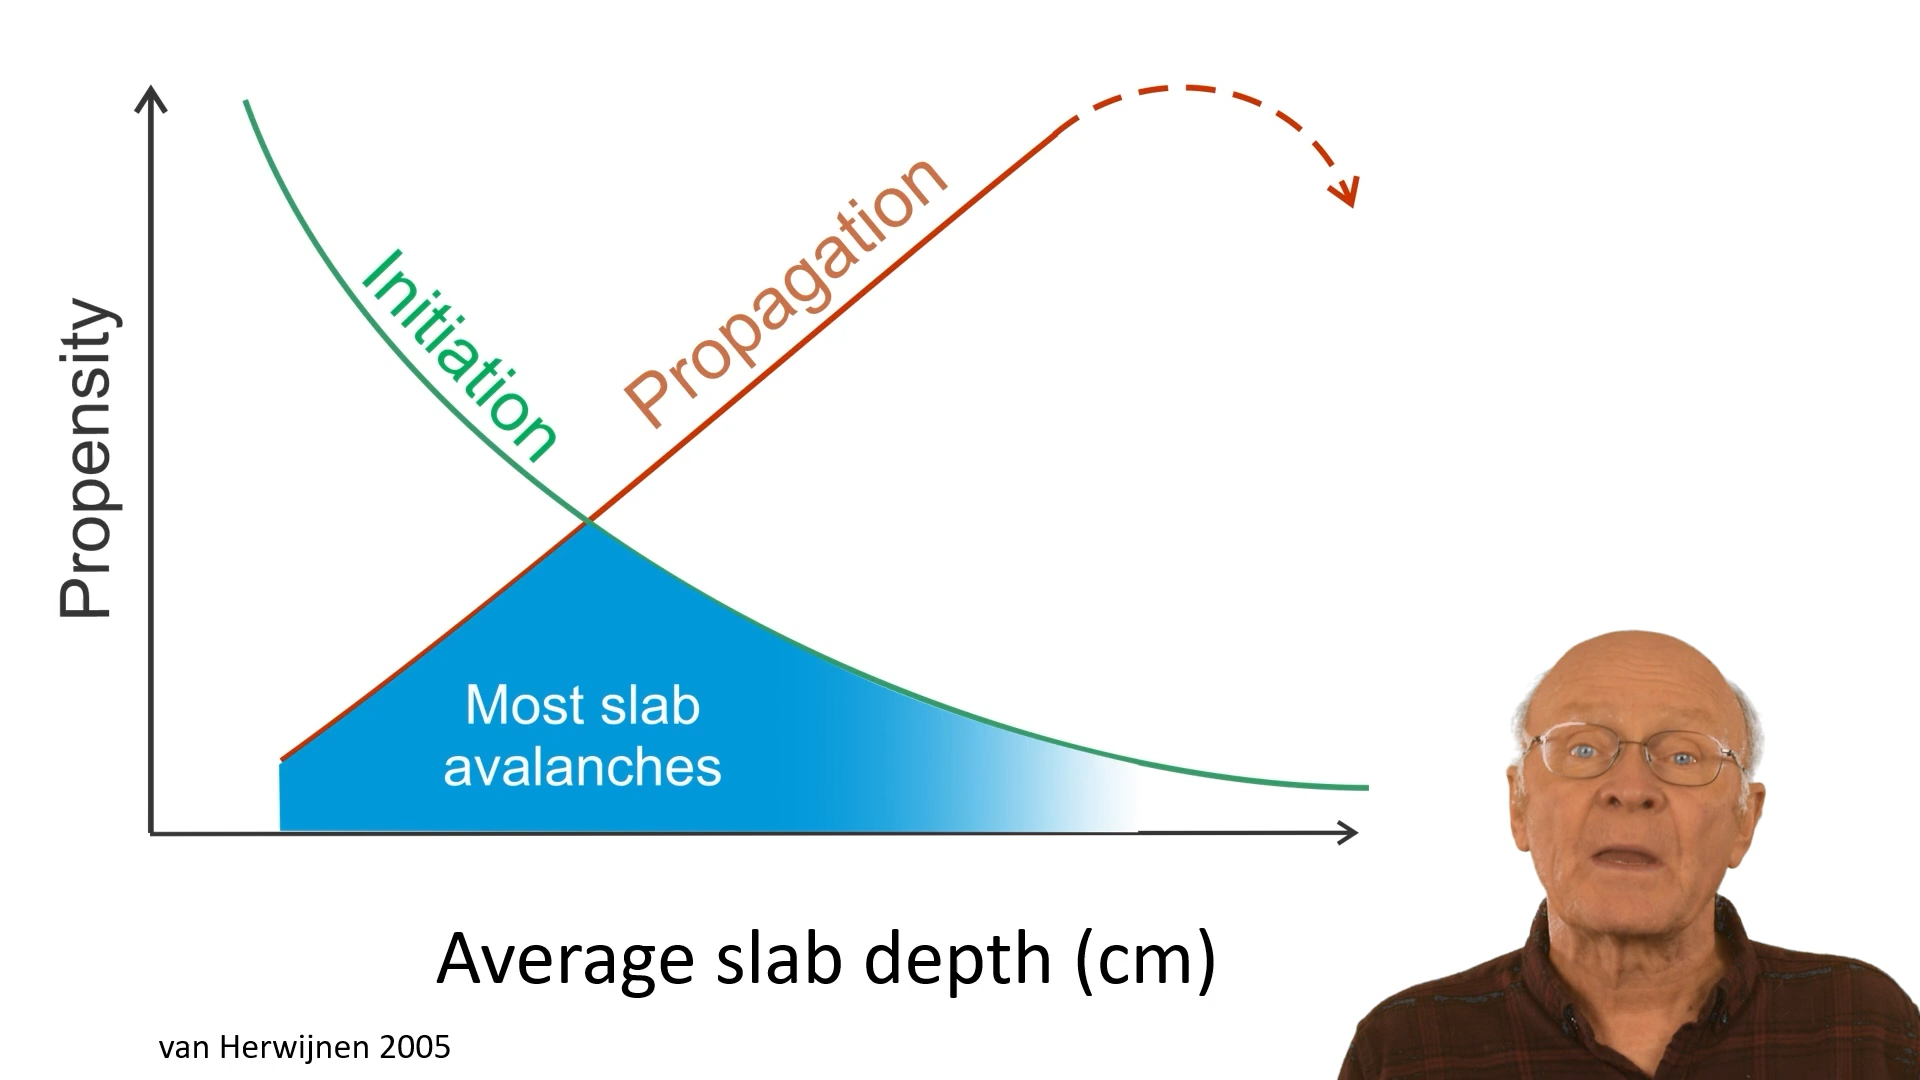 Propensity
Initiation
Propagation
Most slab
avalanches
Average slab depth (cm)
van Herwijnen 2005